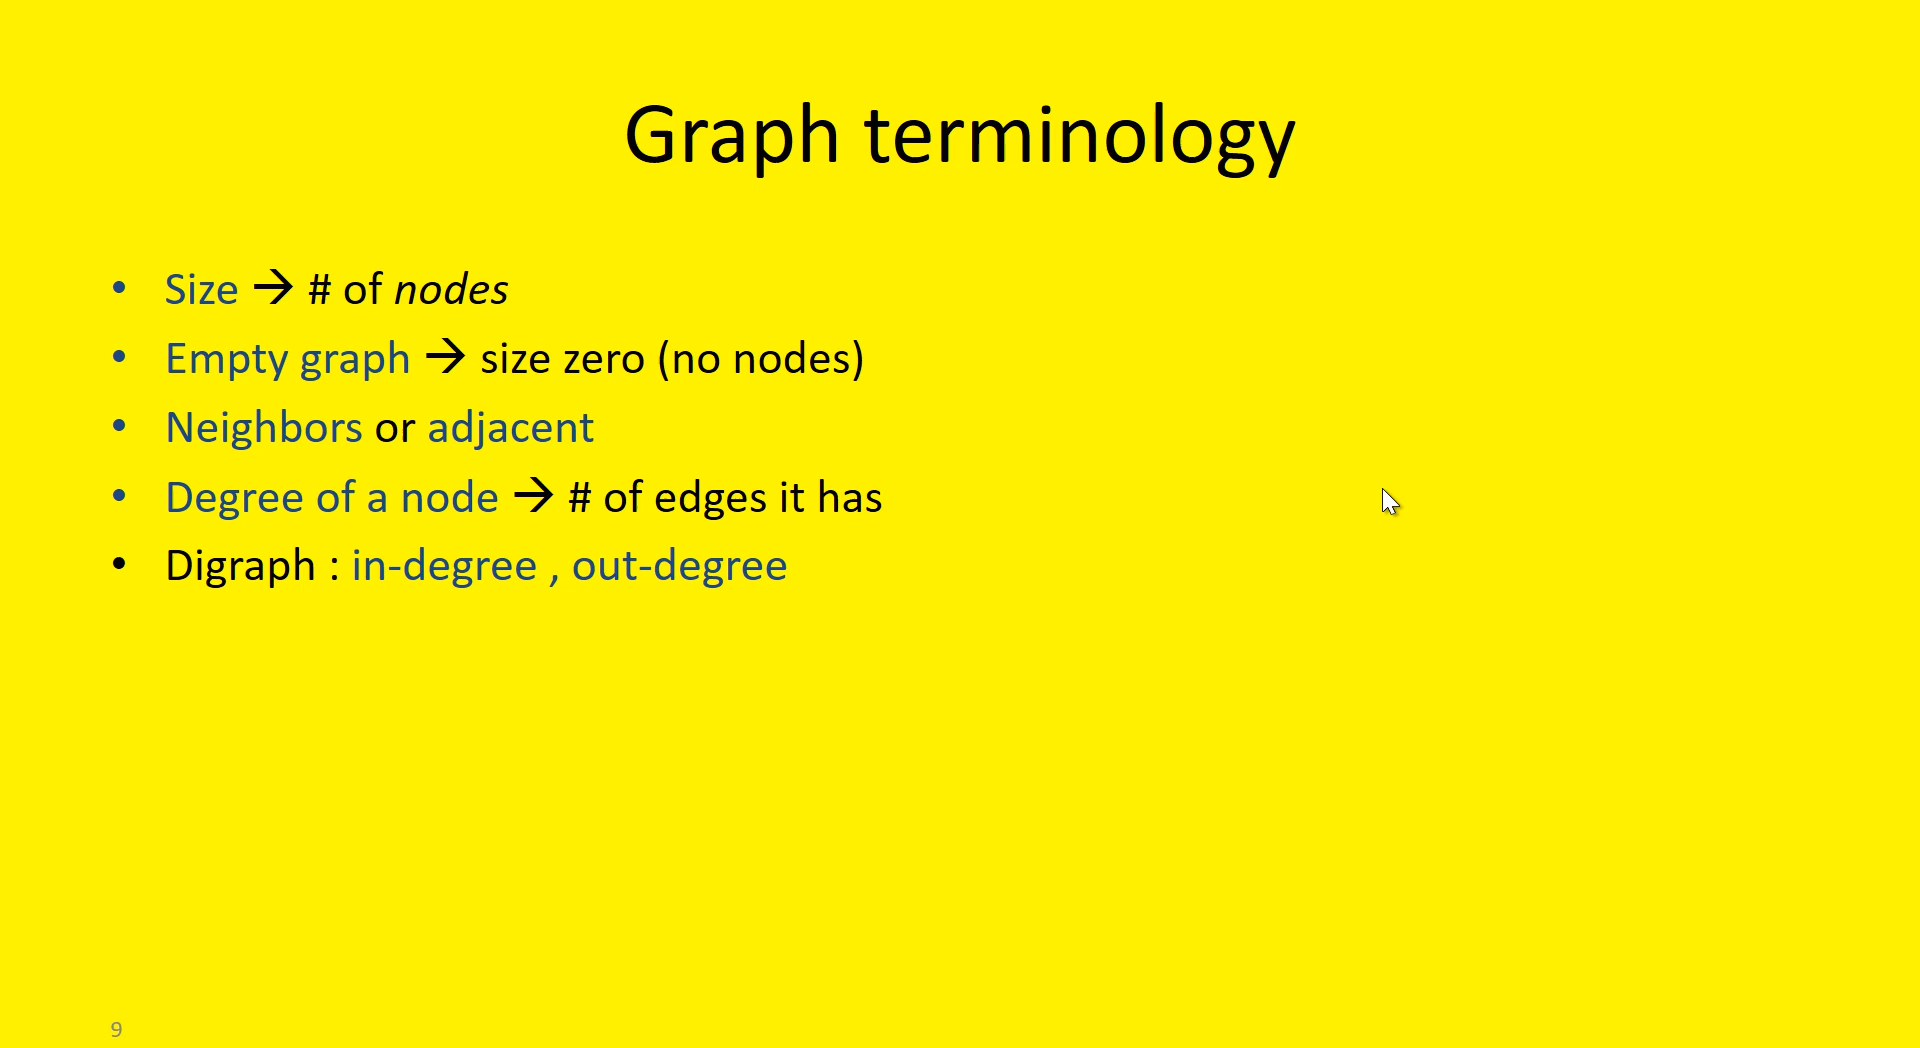 Graph terminology
• Size → # of nodes
• Empty graph → size zero (no nodes)
• Neighbors or adjacent
• Degree of a node → # of edges it has
• Digraph : in-degree , out-degree
9